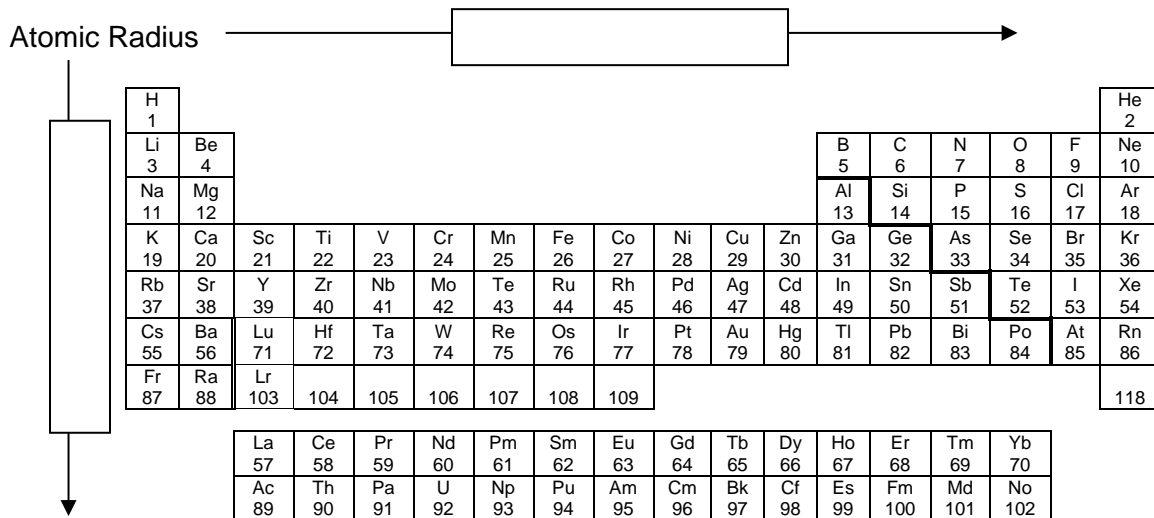 Atomic Radius
H He
1 2
Li Be B C N O F Ne
3 4 5 6 7 8 9 10
Na Mg Al Si P S Cl Ar
11 12 13 14 15 16 17 18
K Ca Sc Ti V Cr Mn Fe Co Ni Cu Zn Ga Ge As Se Br Kr
19 20 21 22 23 24 25 26 27 28 29 30 31 32 33 34 35 36
Rb Sr Y Zr Nb Mo Te Ru Rh Pd Ag Cd In Sn Sb Te I Xe
37 38 39 40 41 42 43 44 45 46 47 48 49 50 51 52 53 54
Cs Ba Lu Hf Ta W Re Os Ir Pt Au Hg Tl Pb Bi Po At Rn
55 56 71 72 73 74 75 76 77 78 79 80 81 82 83 84 85 86
Fr Ra Lr
87 88 103 104 105 106 107 108 109 118
La Ce Pr Nd Pm Sm Eu Gd Tb Dy Ho Er Tm Yb
57 58 59 60 61 62 63 64 65 66 67 68 69 70
Ac Th Pa U Np Pu Am Cm Bk Cf Es Fm Md No
89 90 91 92 93 94 95 96 97 98 99 100 101 102